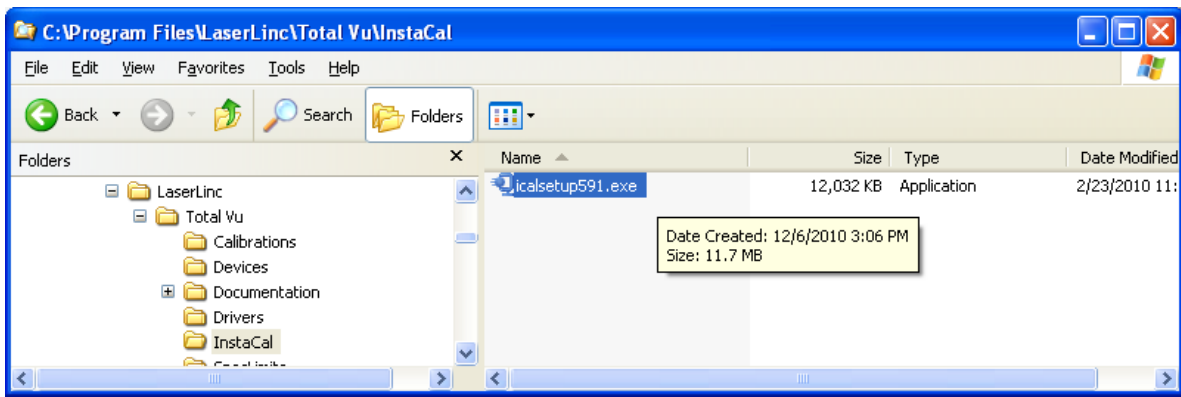 C:\Program Files\LaserLinc\Total Vu\InstaCal
File Edit View Favorites Tools Help
Back Search Folders
Folders
LaserLinc
Total Vu
Calibrations
Devices
Documentation
Drivers
InstaCal
Name Size Type Date Modified
icalsetup591.exe 12,032 KB Application 2/23/2010 11:
Date Created: 12/6/2010 3:06 PM
Size: 11.7 MB